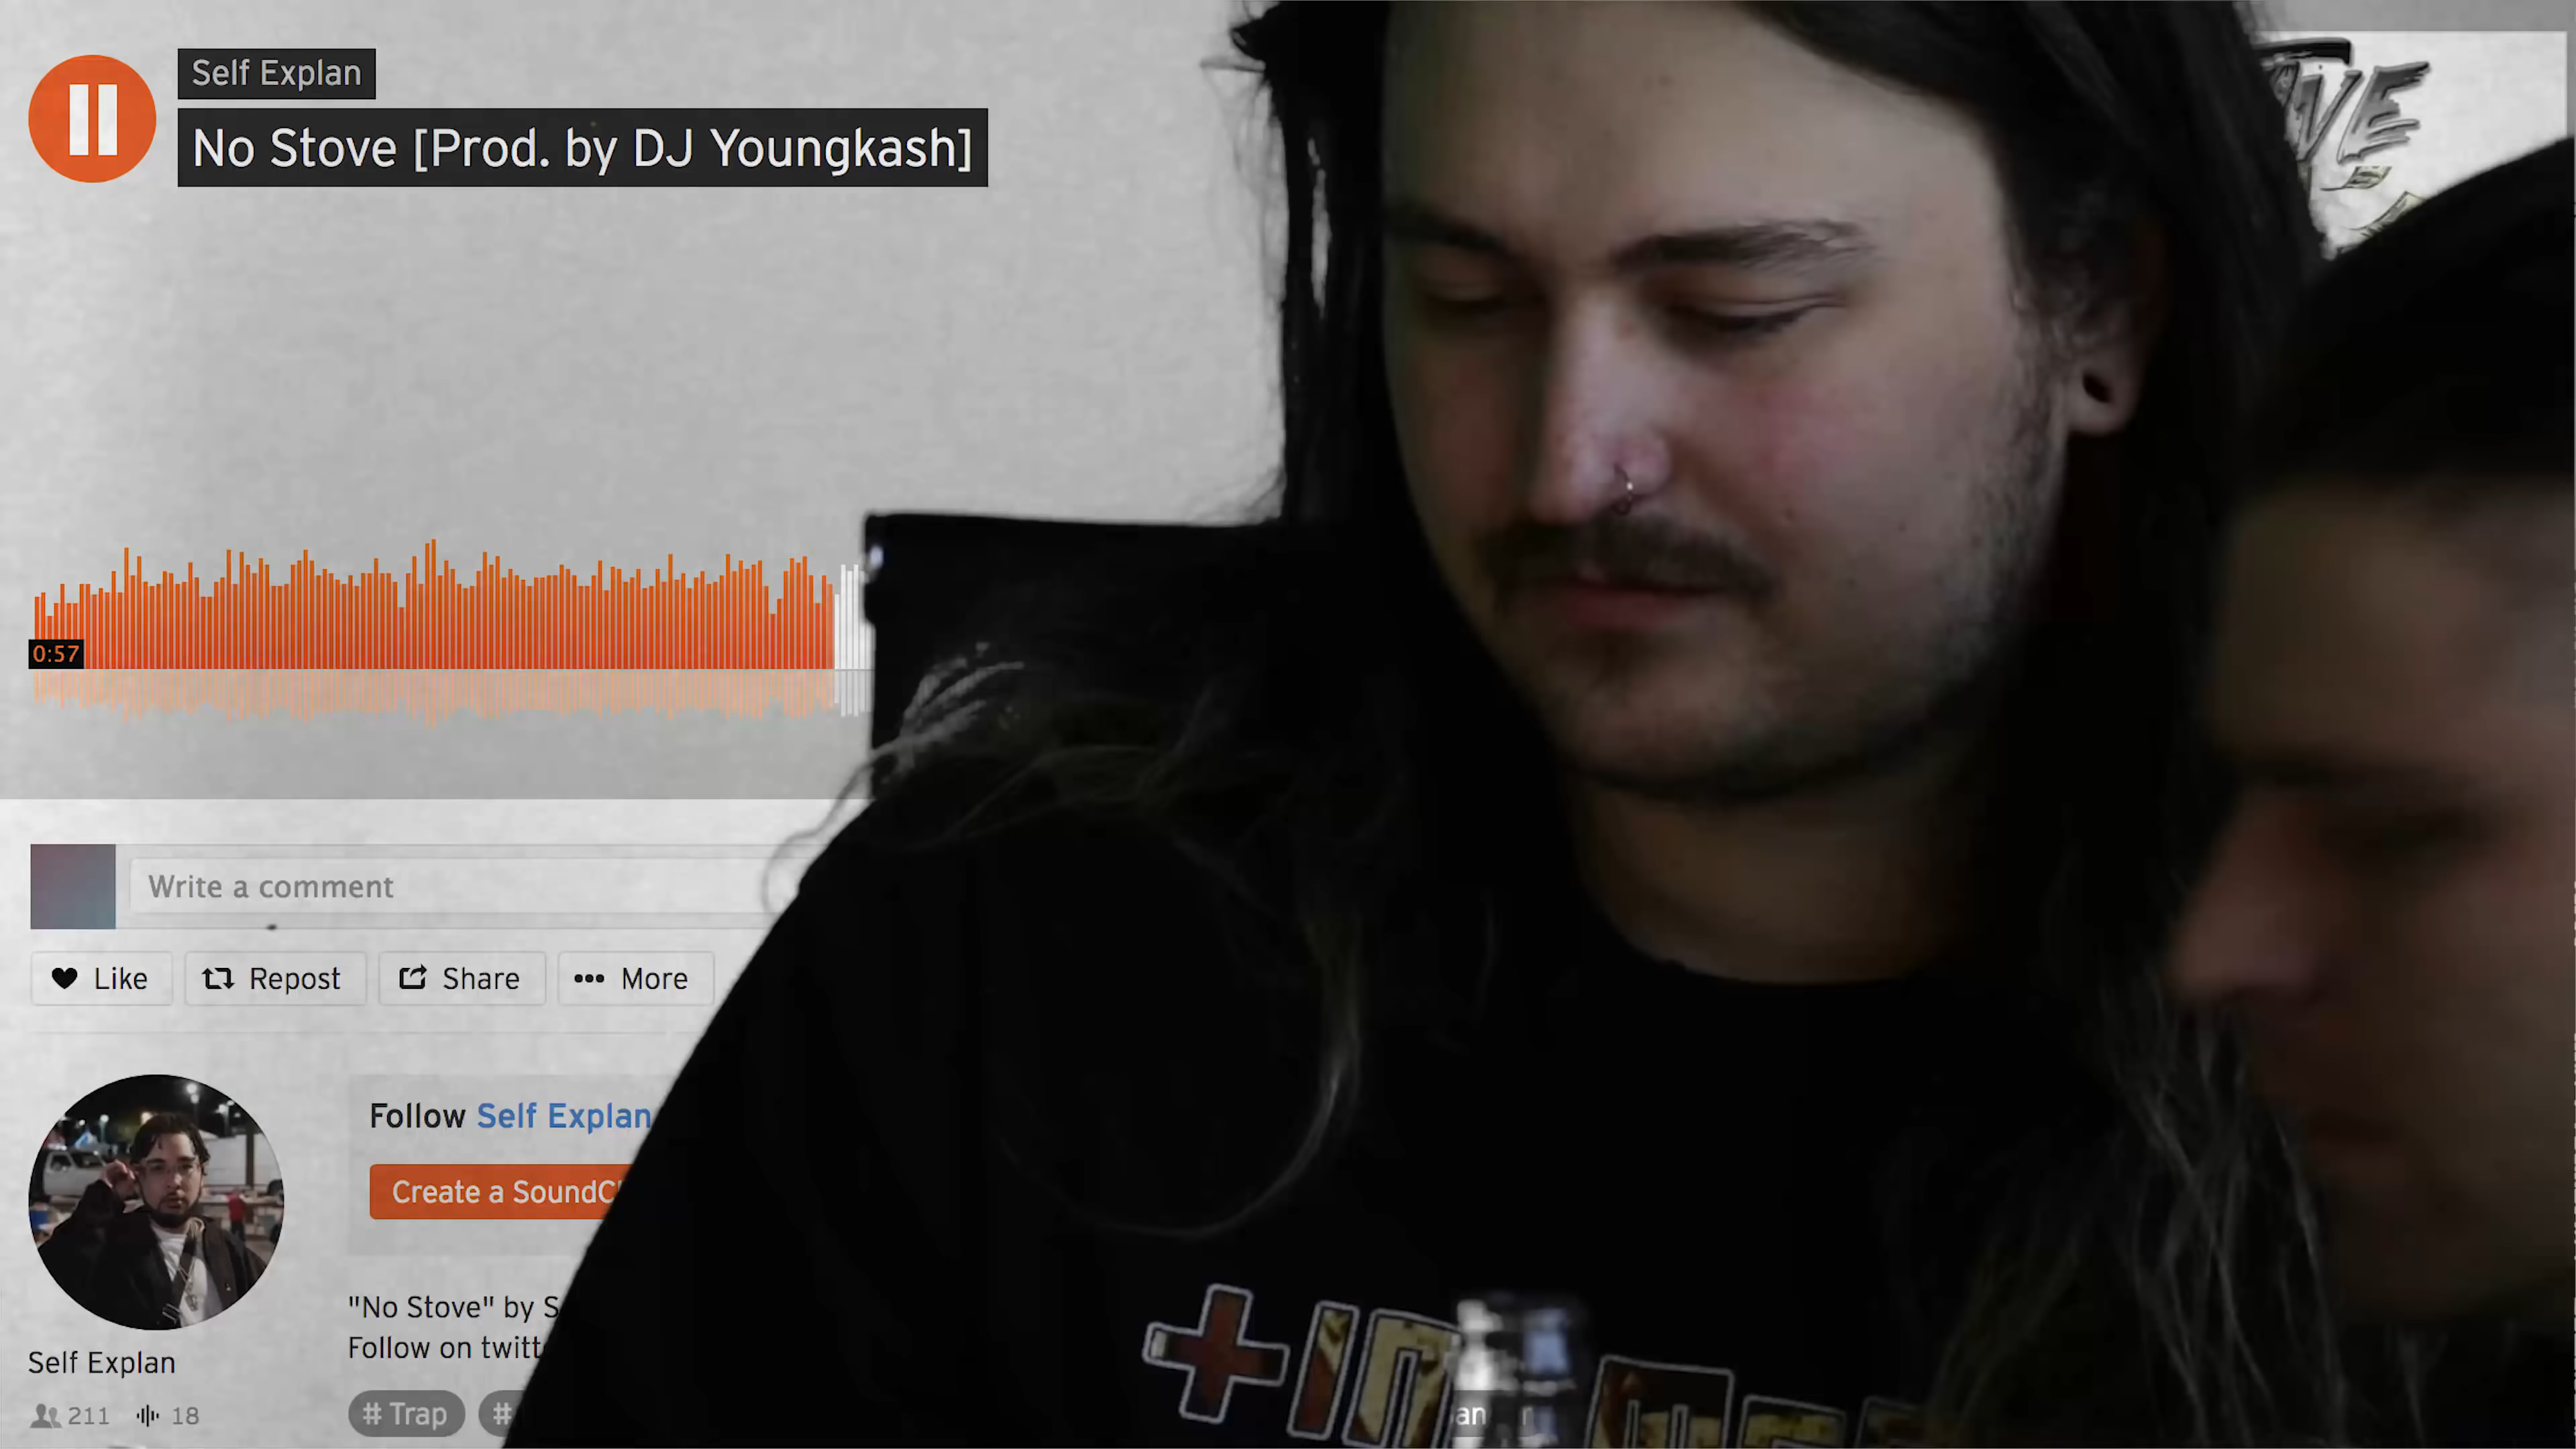 Self Explan
No Stove [Prod. by DJ Youngkash]
0:57
Write a comment
Like
Repost
Share
More
Follow Self Explan
Create a SoundC
"No Stove" by S
Follow on twitt
Self Explan
211
18
# Trap
#